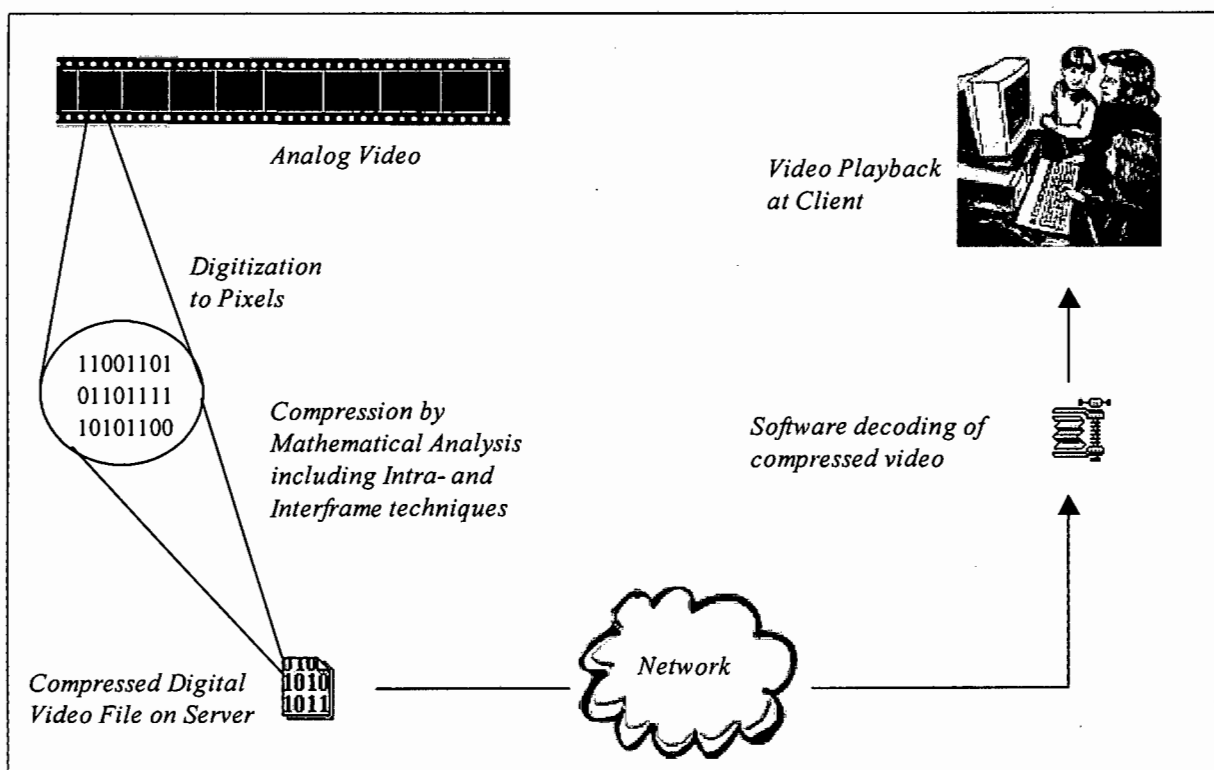 Analog Video
Digitization
to Pixels
11001101
01101111
10101100
Compression by
Mathematical Analysis
including Intra- and
Interframe techniques
Compressed Digital
Video File on Server
010
1010
1011
Network
Software decoding of
compressed video
Video Playback
at Client